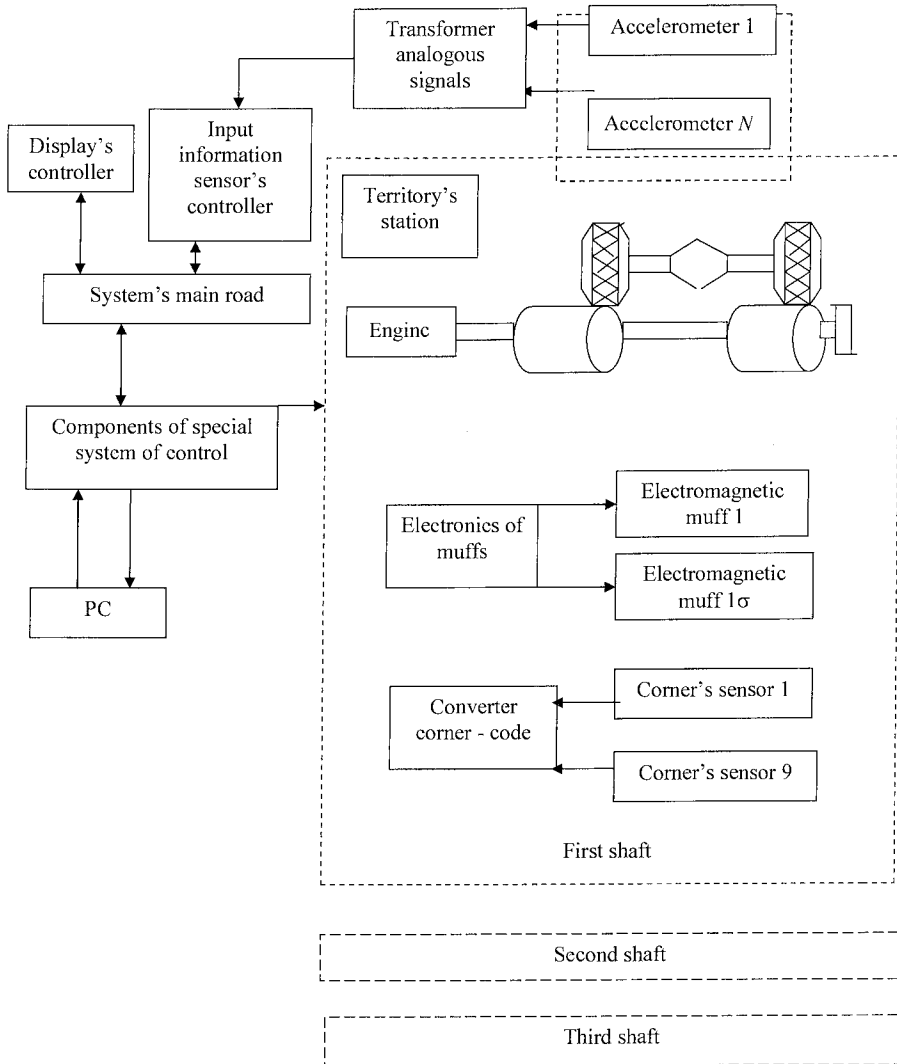 Transformer
analogous
signals
Accelerometer 1
Accelerometer N
Display's
controller
Input
information
sensor's
controller
Territory's
station
System's main road
Enginc
Components of special
system of control
Electronics of
muffs
Electromagnetic
muff 1
Electromagnetic
muff 1σ
PC
Converter
corner - code
Corner's sensor 1
Corner's sensor 9
First shaft
Second shaft
Third shaft